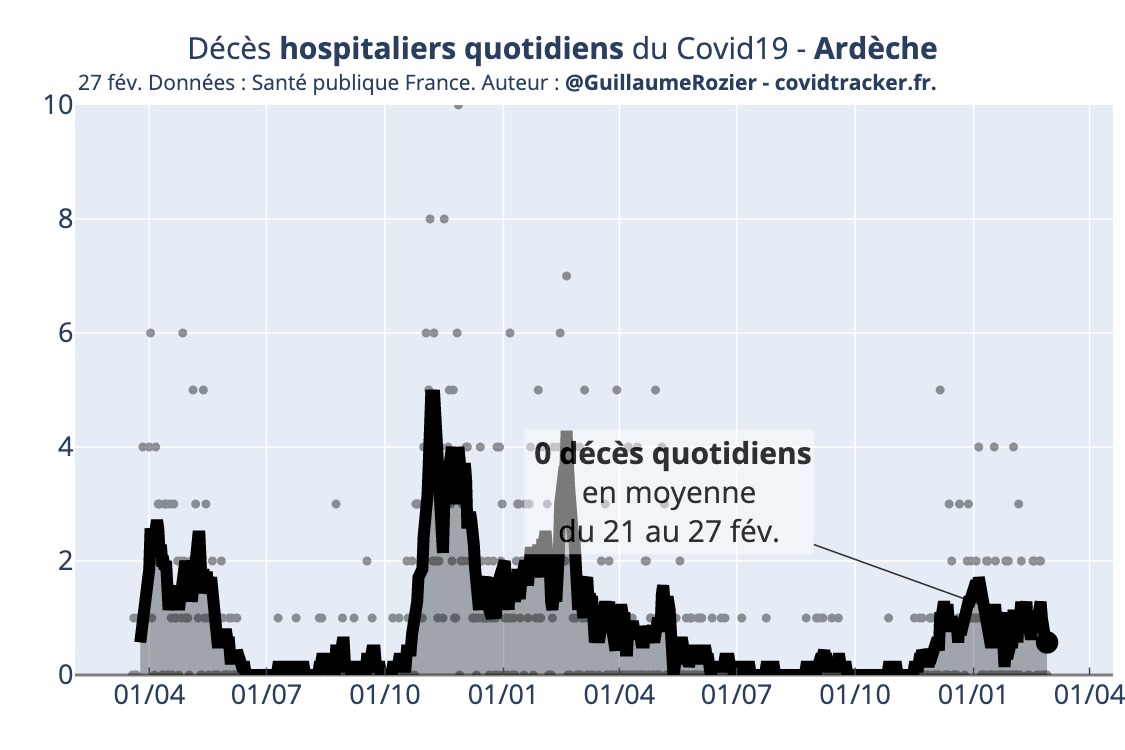 Décès hospitaliers quotidiens du Covid19 - Ardèche
27 fév. Données : Santé publique France. Auteur : @GuillaumeRozier - covidtracker.fr.
10
8
6
4
2
0
0 décès quotidiens
en moyenne
du 21 au 27 fév.
01/04 01/07 01/10 01/01 01/04 01/07 01/10 01/01 01/04